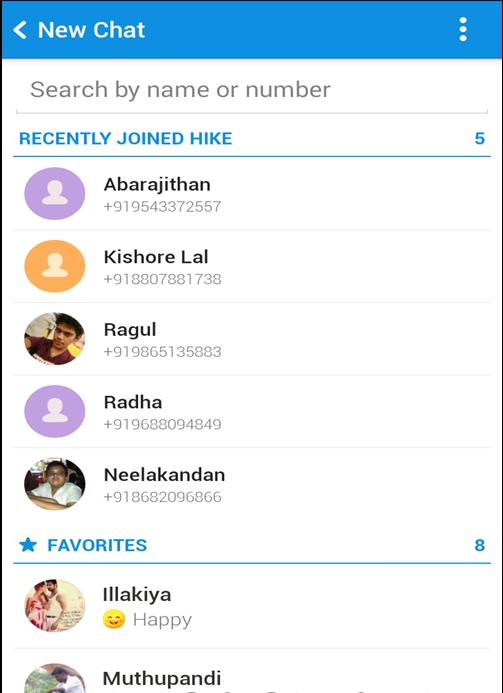 New Chat
Search by name or number
RECENTLY JOINED HIKE 5
Abarajithan
+919543372557
Kishore Lal
+918807881738
Ragul
+919865135883
Radha
+919688094849
Neelakandan
+918682096866
FAVORITES 8
Illakiya
😊 Happy
Muthupandi